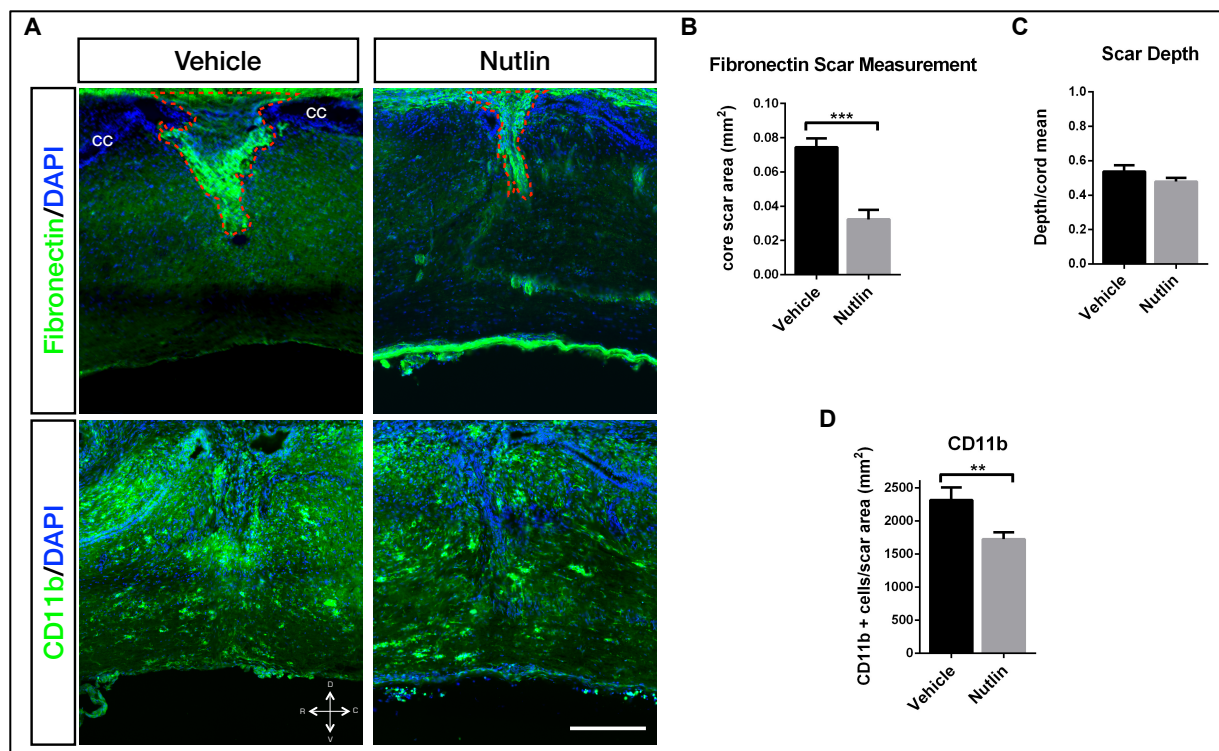 A
Vehicle
Nutlin
Fibronectin/DAPI
CC
CC
CD11b/DAPI
D
R
C
V
B
Fibronectin Scar Measurement
***
core scar area (mm²)
0.10
0.08
0.06
0.04
0.02
0.00
Vehicle
Nutlin
C
Scar Depth
Depth/cord mean
1.0
0.8
0.6
0.4
0.2
0.0
Vehicle
Nutlin
D
CD11b
**
CD11b + cells/scar area (mm²)
2500
2000
1500
1000
500
0
Vehicle
Nutlin